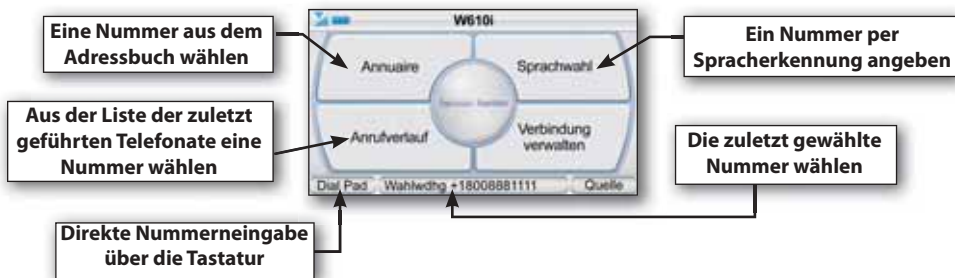 W610i
Eine Nummer aus dem
Adressbuch wählen
Annuaire
Sprachwahl
Ein Nummer per
Spracherkennung angeben
Aus der Liste der zuletzt
geführten Telefonate eine
Nummer wählen
Anrufverlauf
Verbindung
verwalten
Die zuletzt gewählte
Nummer wählen
Dial Pad
Wahlwdhg +18008881111
Quelle
Direkte Nummerneingabe
über die Tastatur